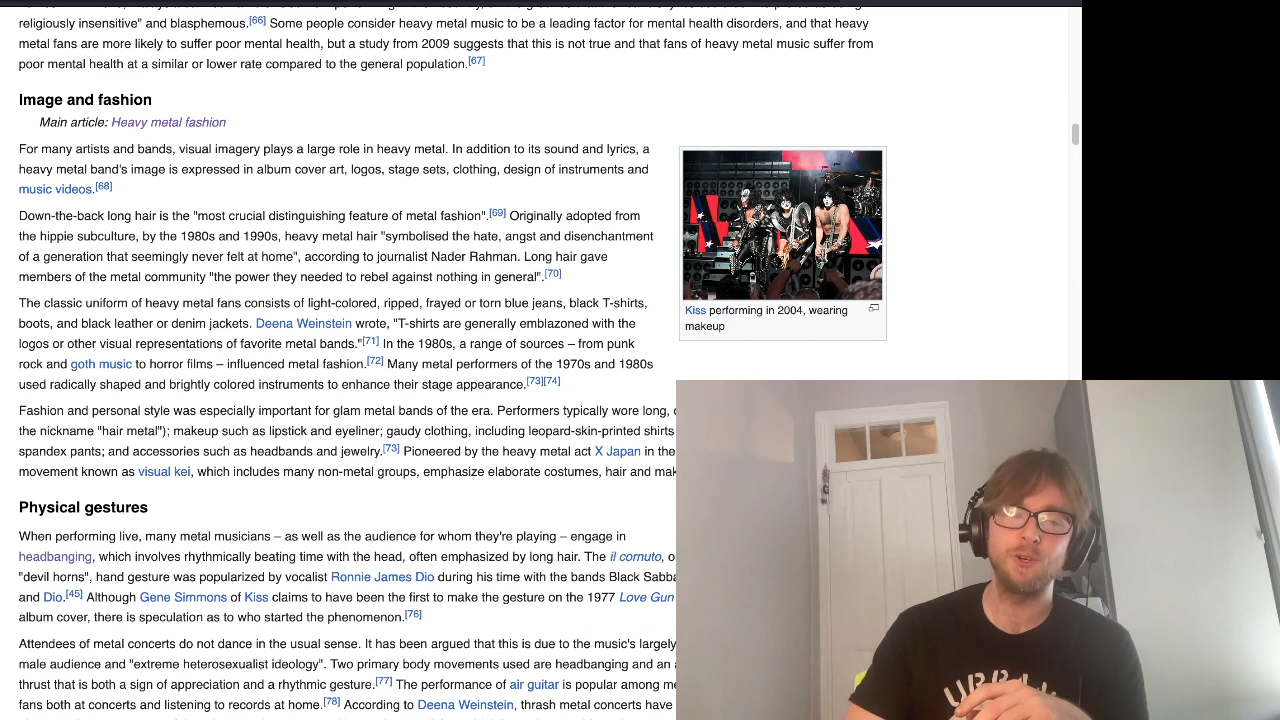 religiously insensitive" and blasphemous.[66] Some people consider heavy metal music to be a leading factor for mental health disorders, and that heavy
metal fans are more likely to suffer poor mental health, but a study from 2009 suggests that this is not true and that fans of heavy metal music suffer from
poor mental health at a similar or lower rate compared to the general population.[67]
Image and fashion
Main article: Heavy metal fashion
For many artists and bands, visual imagery plays a large role in heavy metal. In addition to its sound and lyrics, a
heavy metal band's image is expressed in album cover art, logos, stage sets, clothing, design of instruments and
music videos.[68]
Down-the-back long hair is the "most crucial distinguishing feature of metal fashion".[69] Originally adopted from
the hippie subculture, by the 1980s and 1990s, heavy metal hair "symbolised the hate, angst and disenchantment
of a generation that seemingly never felt at home", according to journalist Nader Rahman. Long hair gave
members of the metal community "the power they needed to rebel against nothing in general".[70]
The classic uniform of heavy metal fans consists of light-colored, ripped, frayed or torn blue jeans, black T-shirts,
boots, and black leather or denim jackets. Deena Weinstein wrote, "T-shirts are generally emblazoned with the
logos or other visual representations of favorite metal bands."[71] In the 1980s, a range of sources – from punk
rock and goth music to horror films – influenced metal fashion.[72] Many metal performers of the 1970s and 1980s
used radically shaped and brightly colored instruments to enhance their stage appearance.[73][74]
Kiss performing in 2004, wearing
makeup
Fashion and personal style was especially important for glam metal bands of the era. Performers typically wore long,
the nickname "hair metal"); makeup such as lipstick and eyeliner; gaudy clothing, including leopard-skin-printed shirts
spandex pants; and accessories such as headbands and jewelry.[73] Pioneered by the heavy metal act X Japan in the
movement known as visual kei, which includes many non-metal groups, emphasize elaborate costumes, hair and mak
Physical gestures
When performing live, many metal musicians – as well as the audience for whom they're playing – engage in
headbanging, which involves rhythmically beating time with the head, often emphasized by long hair. The il cornuto, o
"devil horns", hand gesture was popularized by vocalist Ronnie James Dio during his time with the bands Black Sabba
and Dio.[45] Although Gene Simmons of Kiss claims to have been the first to make the gesture on the 1977 Love Gun
album cover, there is speculation as to who started the phenomenon.[76]
Attendees of metal concerts do not dance in the usual sense. It has been argued that this is due to the music's largely
male audience and "extreme heterosexualist ideology". Two primary body movements used are headbanging and an
thrust that is both a sign of appreciation and a rhythmic gesture.[77] The performance of air guitar is popular among me
fans both at concerts and listening to records at home.[78] According to Deena Weinstein, thrash metal concerts have